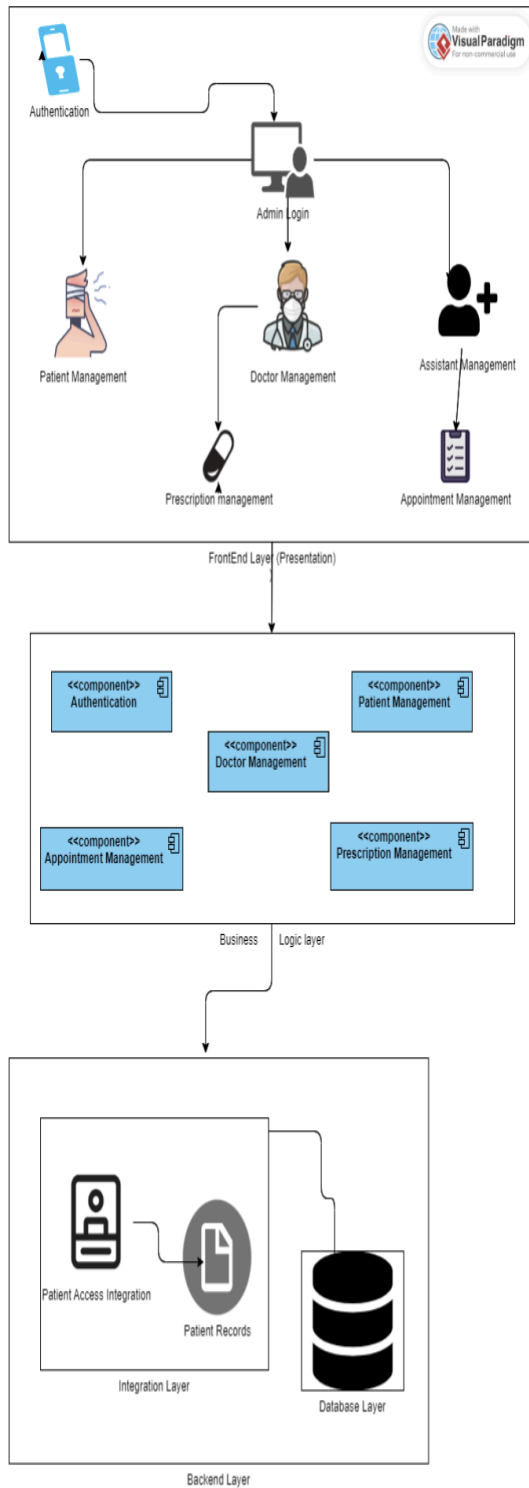 Made with
Visual Paradigm
For non-commercial use
Authentication
Admin Login
Patient Management
Doctor Management
Assistant Management
Prescription management
Appointment Management
FrontEnd Layer (Presentation)
<<component>>
Authentication
<<component>>
Patient Management
<<component>>
Doctor Management
<<component>>
Appointment Management
<<component>>
Prescription Management
Business Logic layer
Patient Access Integration
Patient Records
Integration Layer
Database Layer
Backend Layer